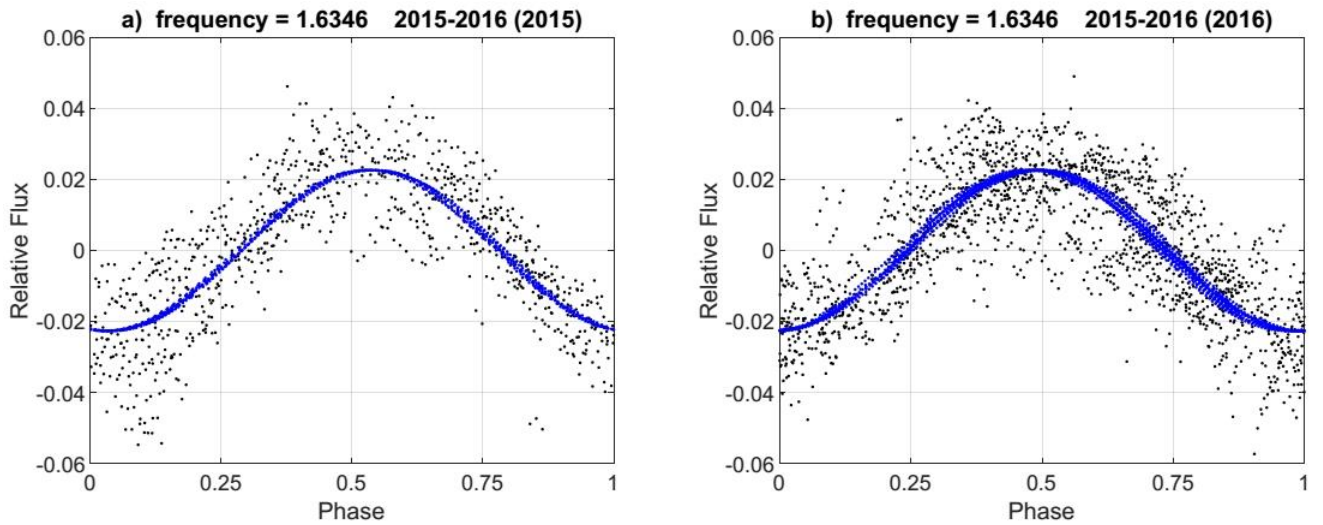 a) frequency = 1.6346 2015-2016 (2015)
0.06
0.04
0.02
0
-0.02
-0.04
-0.06
Relative Flux
0 0.25 0.5 0.75 1
Phase
b) frequency = 1.6346 2015-2016 (2016)
0.06
0.04
0.02
0
-0.02
-0.04
-0.06
Relative Flux
0 0.25 0.5 0.75 1
Phase